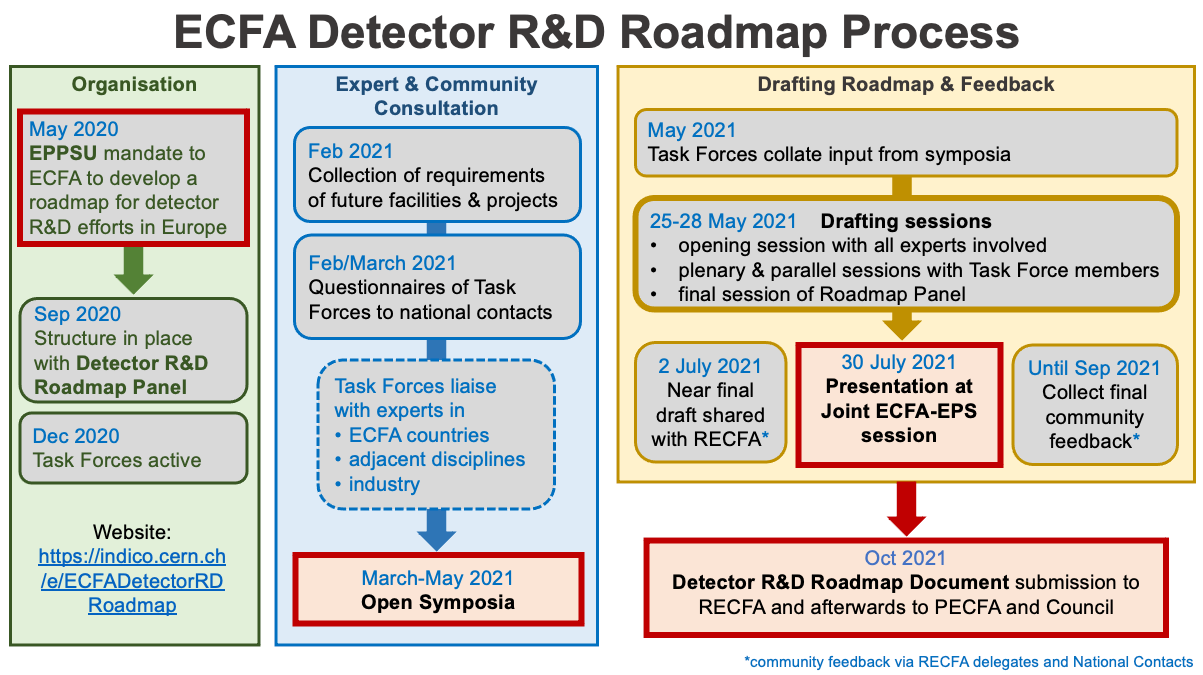 ECFA Detector R&D Roadmap Process
Organisation
May 2020
EPPSU mandate to
ECFA to develop a
roadmap for detector
R&D efforts in Europe
Sep 2020
Structure in place
with Detector R&D
Roadmap Panel
Dec 2020
Task Forces active
Website:
https://indico.cern.ch
/e/ECFADetectorRD
Roadmap
Expert & Community
Consultation
Feb 2021
Collection of requirements
of future facilities & projects
Feb/March 2021
Questionnaires of Task
Forces to national contacts
Task Forces liaise
with experts in
• ECFA countries
• adjacent disciplines
• industry
March-May 2021
Open Symposia
Drafting Roadmap & Feedback
May 2021
Task Forces collate input from symposia
25-28 May 2021 Drafting sessions
• opening session with all experts involved
• plenary & parallel sessions with Task Force members
• final session of Roadmap Panel
2 July 2021
Near final
draft shared
with RECFA*
30 July 2021
Presentation at
Joint ECFA-EPS
session
Until Sep 2021
Collect final
community
feedback*
Oct 2021
Detector R&D Roadmap Document submission to
RECFA and afterwards to PECFA and Council
*community feedback via RECFA delegates and National Contacts